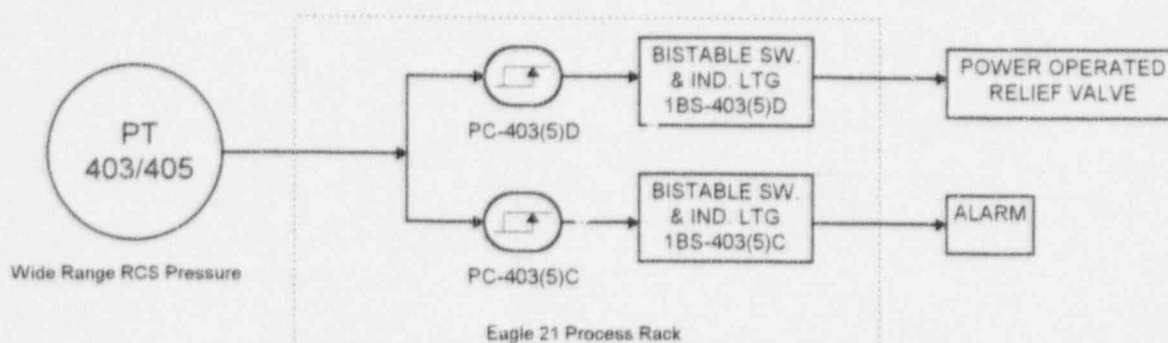 PT
403/405
Wide Range RCS Pressure
PC-403(5)D
BISTABLE SW.
& IND. LTG
1BS-403(5)D
POWER OPERATED
RELIEF VALVE
PC-403(5)C
BISTABLE SW.
& IND. LTG
1BS-403(5)C
ALARM
Eagle 21 Process Rack